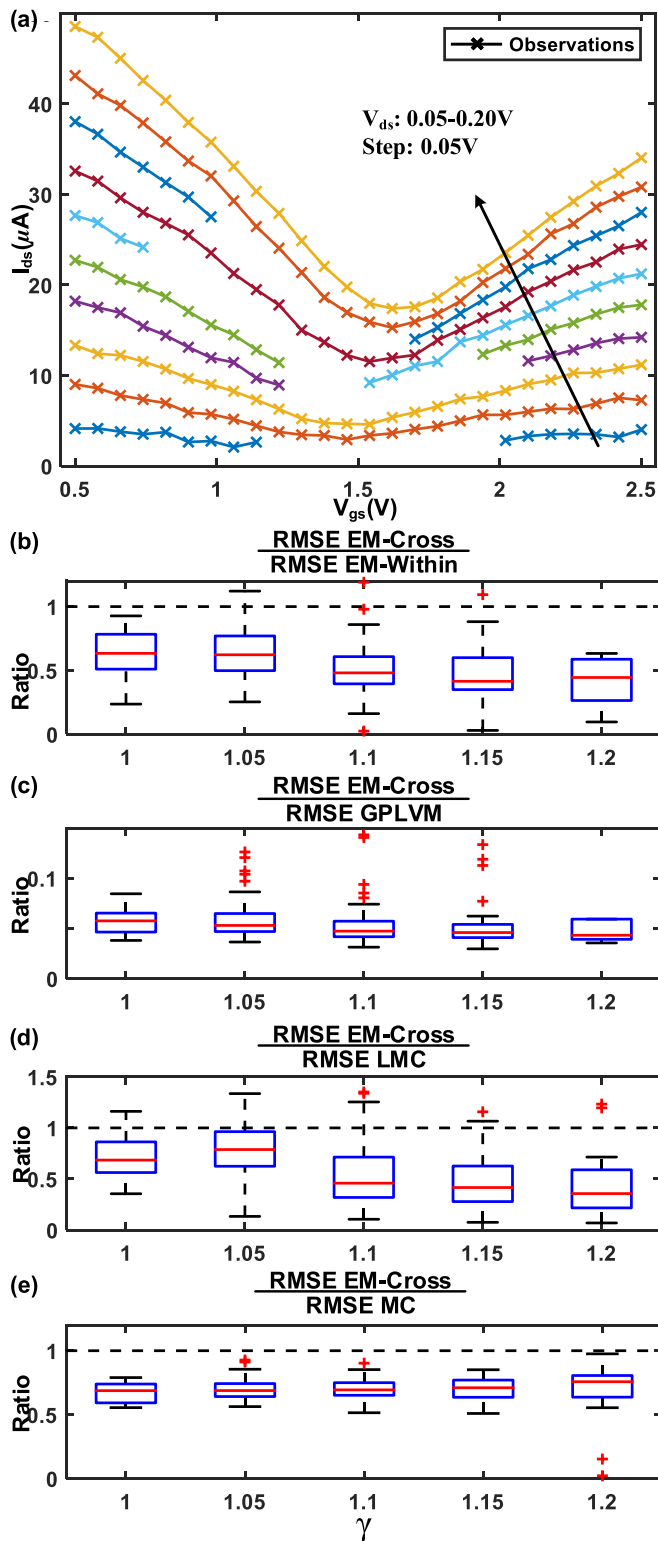 (a)
Observations
V_ds: 0.05-0.20V
Step: 0.05V
I_ds(μA)
40
30
20
10
0
0.5 1 1.5 2 2.5
V_gs(V)
(b)
RMSE EM-Cross
RMSE EM-Within
Ratio
1
0.5
0
1 1.05 1.1 1.15 1.2
(c)
RMSE EM-Cross
RMSE GPLVM
Ratio
0.1
0
1 1.05 1.1 1.15 1.2
(d)
RMSE EM-Cross
RMSE LMC
Ratio
1.5
1
0.5
0
1 1.05 1.1 1.15 1.2
(e)
RMSE EM-Cross
RMSE MC
Ratio
1
0.5
0
1 1.05 1.1 1.15 1.2
γ